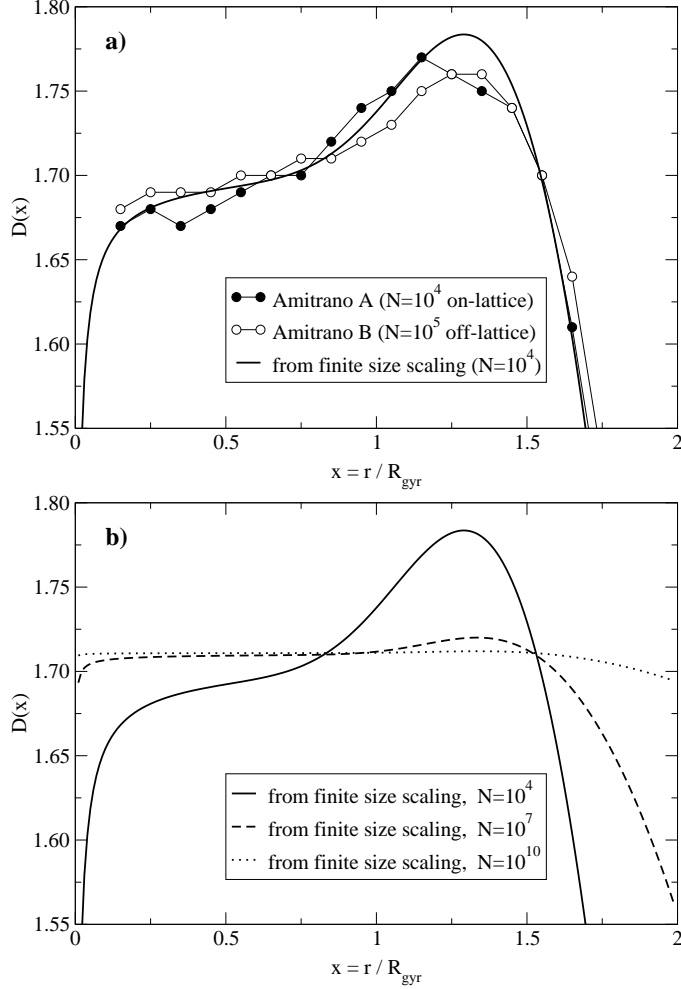 1.80
a)
1.75
1.70
D(x)
1.65
Amitrano A (N=10^4 on-lattice)
Amitrano B (N=10^5 off-lattice)
from finite size scaling (N=10^4)
1.60
1.55
0 0.5 1 1.5 2
x = r / R_gyr
1.80
b)
1.75
1.70
D(x)
1.65
from finite size scaling, N=10^4
from finite size scaling, N=10^7
from finite size scaling, N=10^10
1.60
1.55
0 0.5 1 1.5 2
x = r / R_gyr